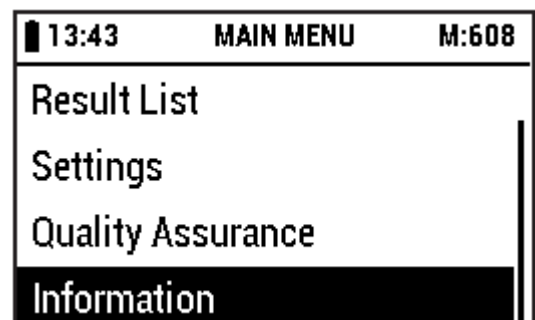 13:43 MAIN MENU M:608
Result List
Settings
Quality Assurance
Information